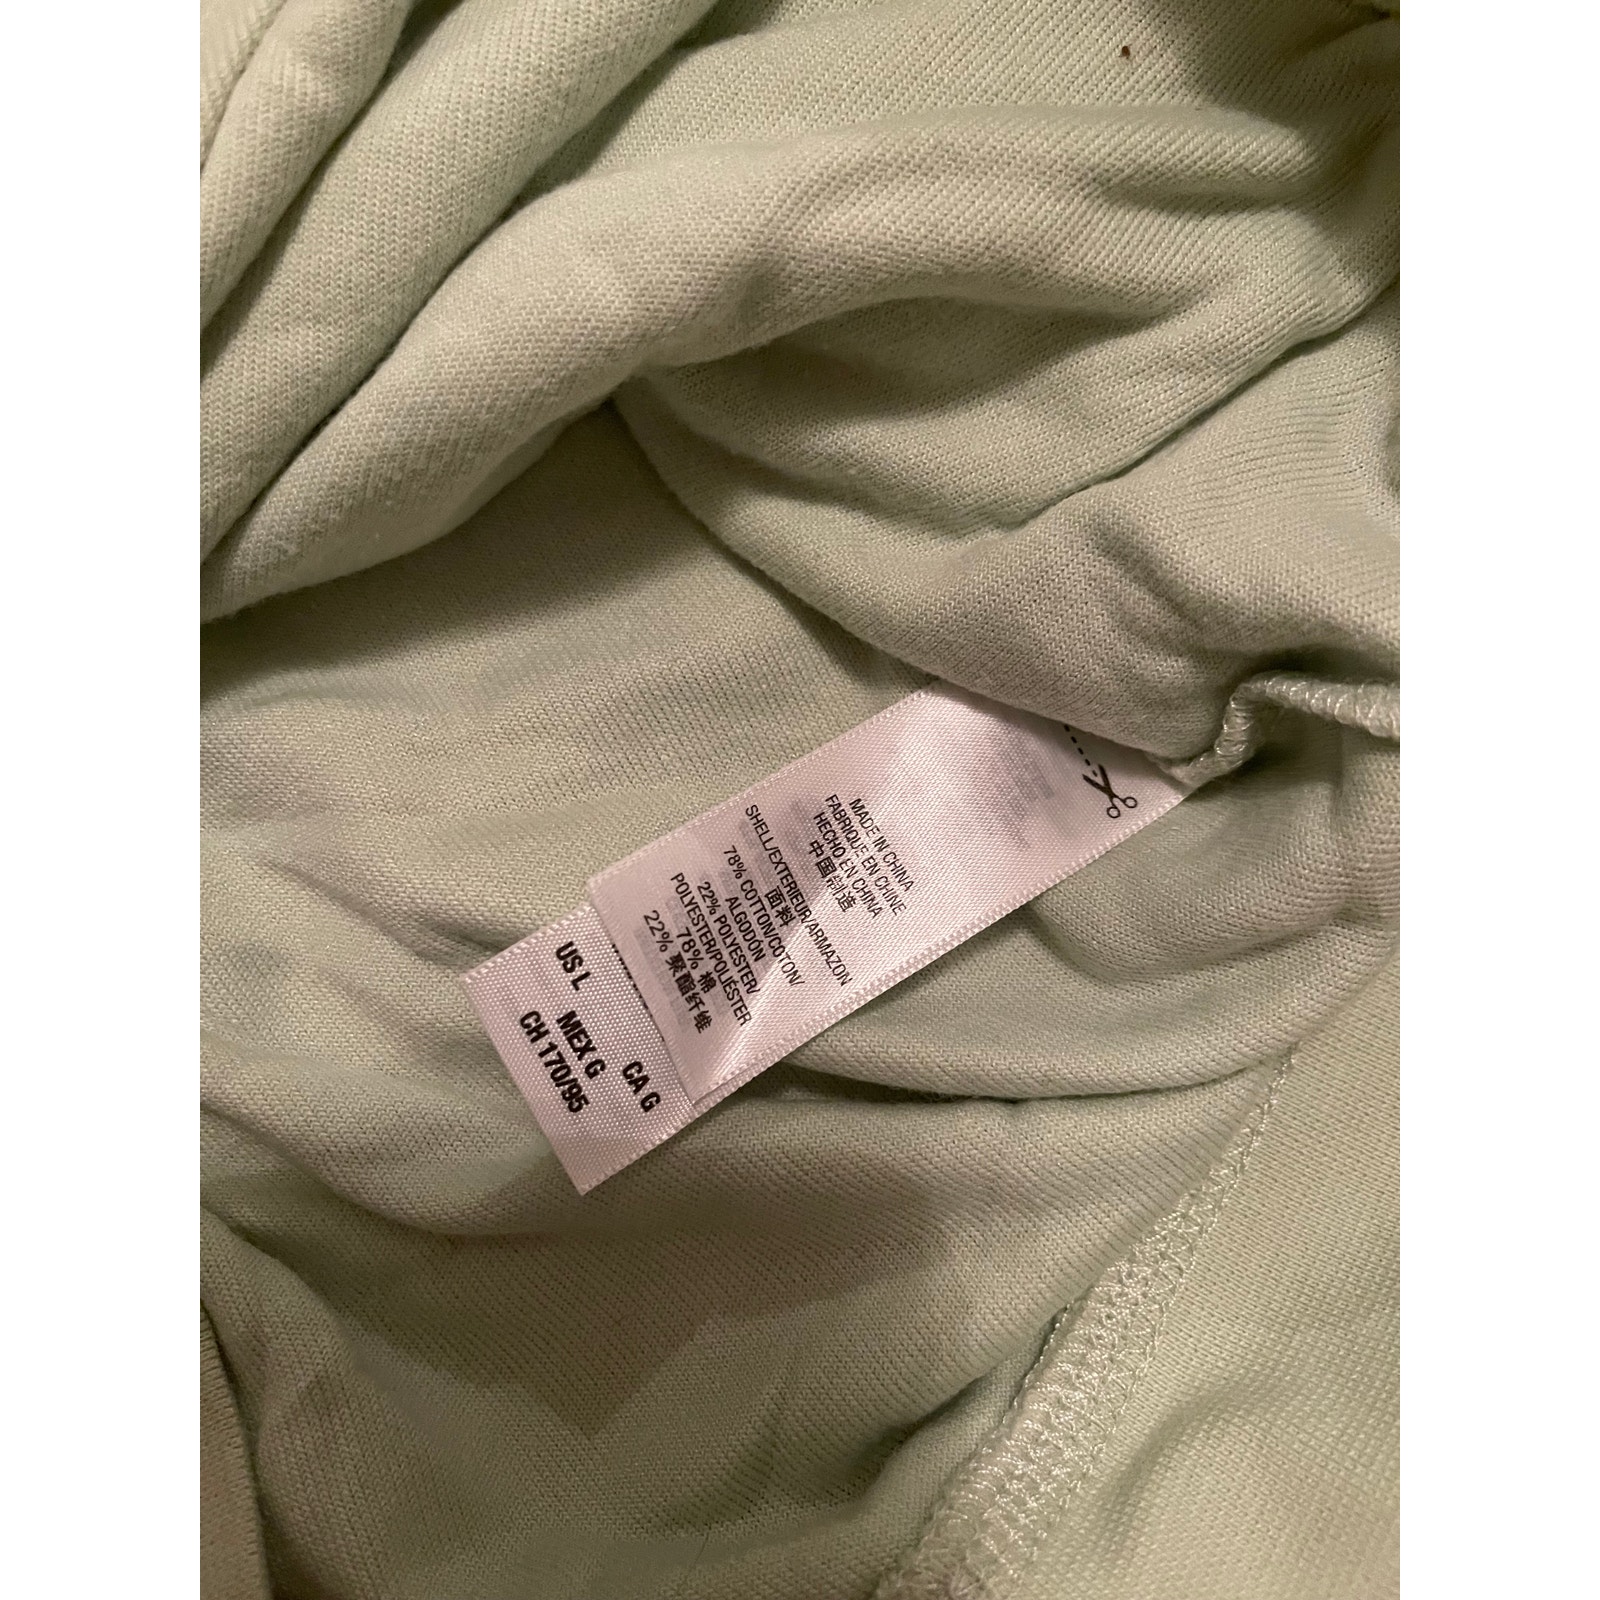 MADE IN CHINA
FABRIQUE EN CHINE
HECHO EN CHINA
中国制造
SHELL/EXTERIEUR/ARMAZON
面料
78% COTTON/COTON/
ALGODÓN
22% POLYESTER/
POLYESTER/POLIÉSTER
78% 棉
22% 聚酯纤维
US L
CA G
MEX G
CH 170/95